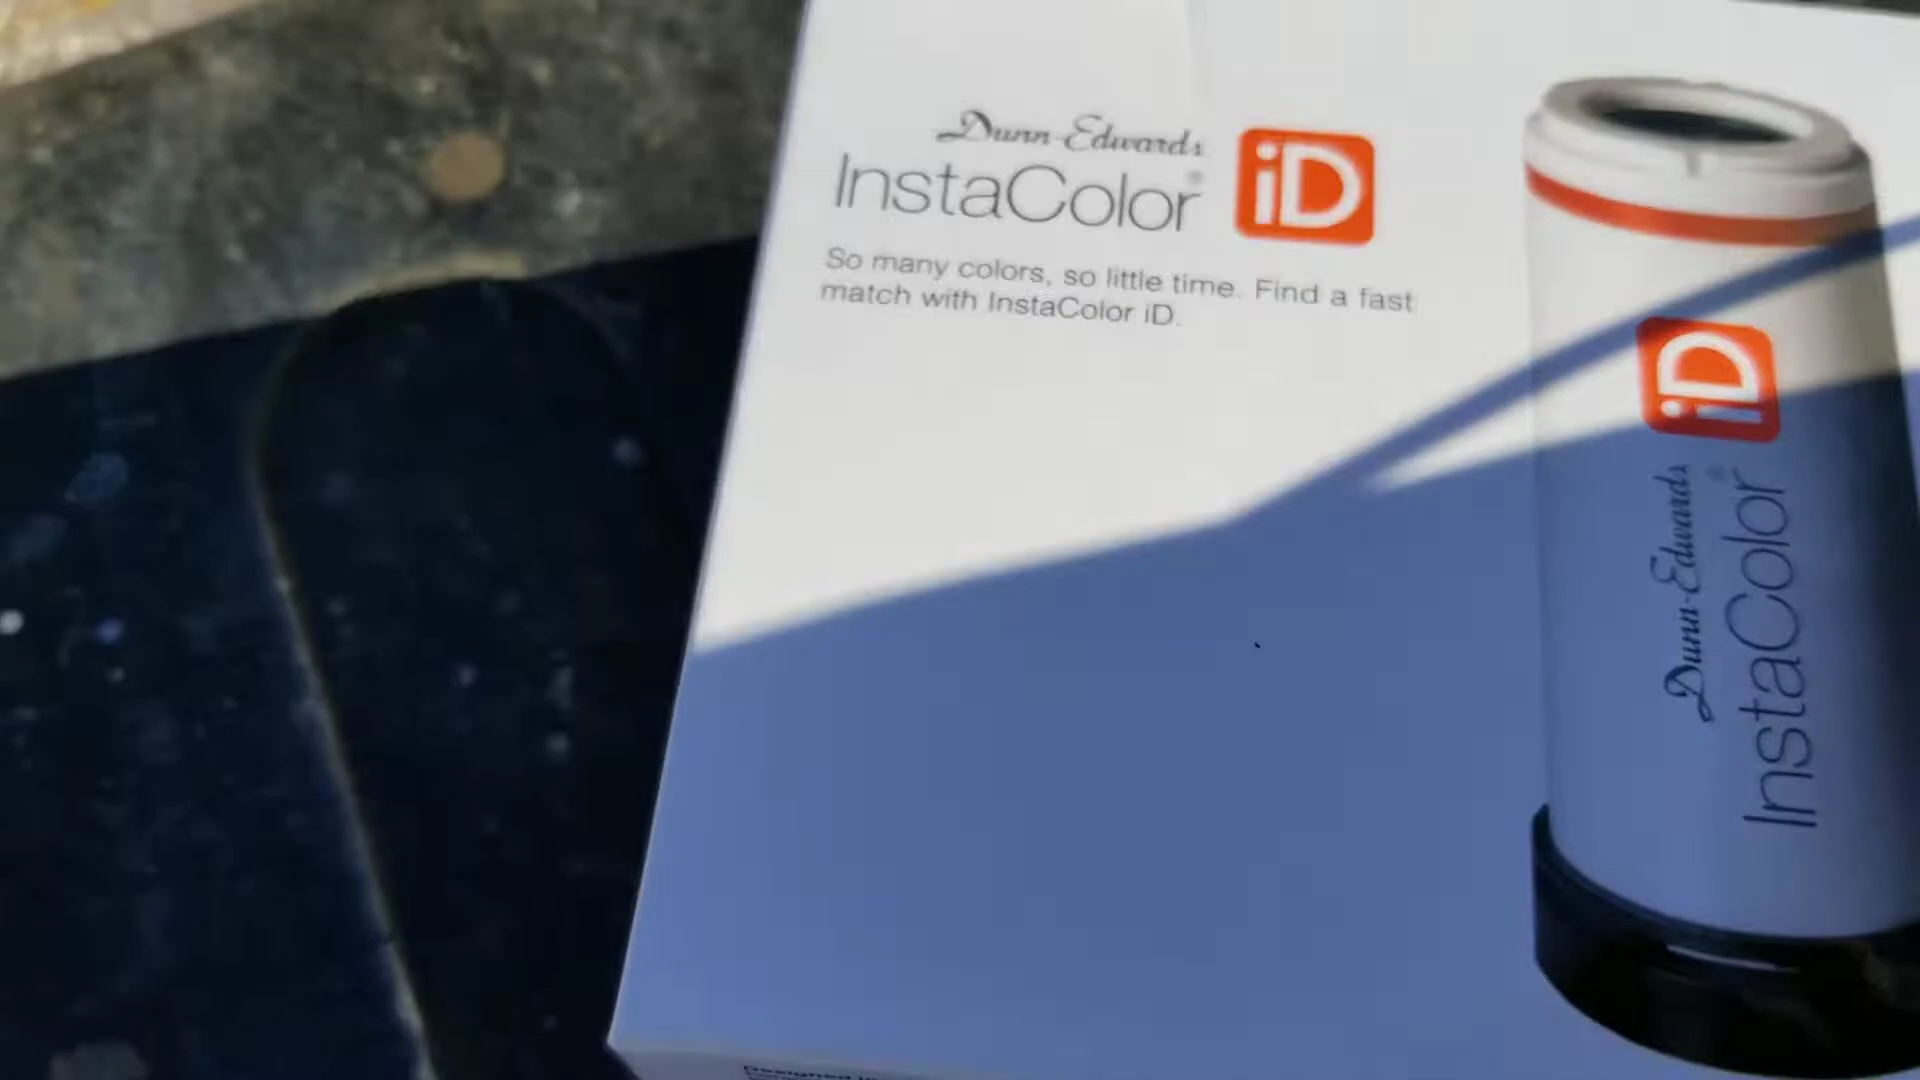 Dunn-Edwards
InstaColor® iD
So many colors, so little time. Find a fast
match with InstaColor iD.
iD
Dunn-Edwards
InstaColor®
Designed